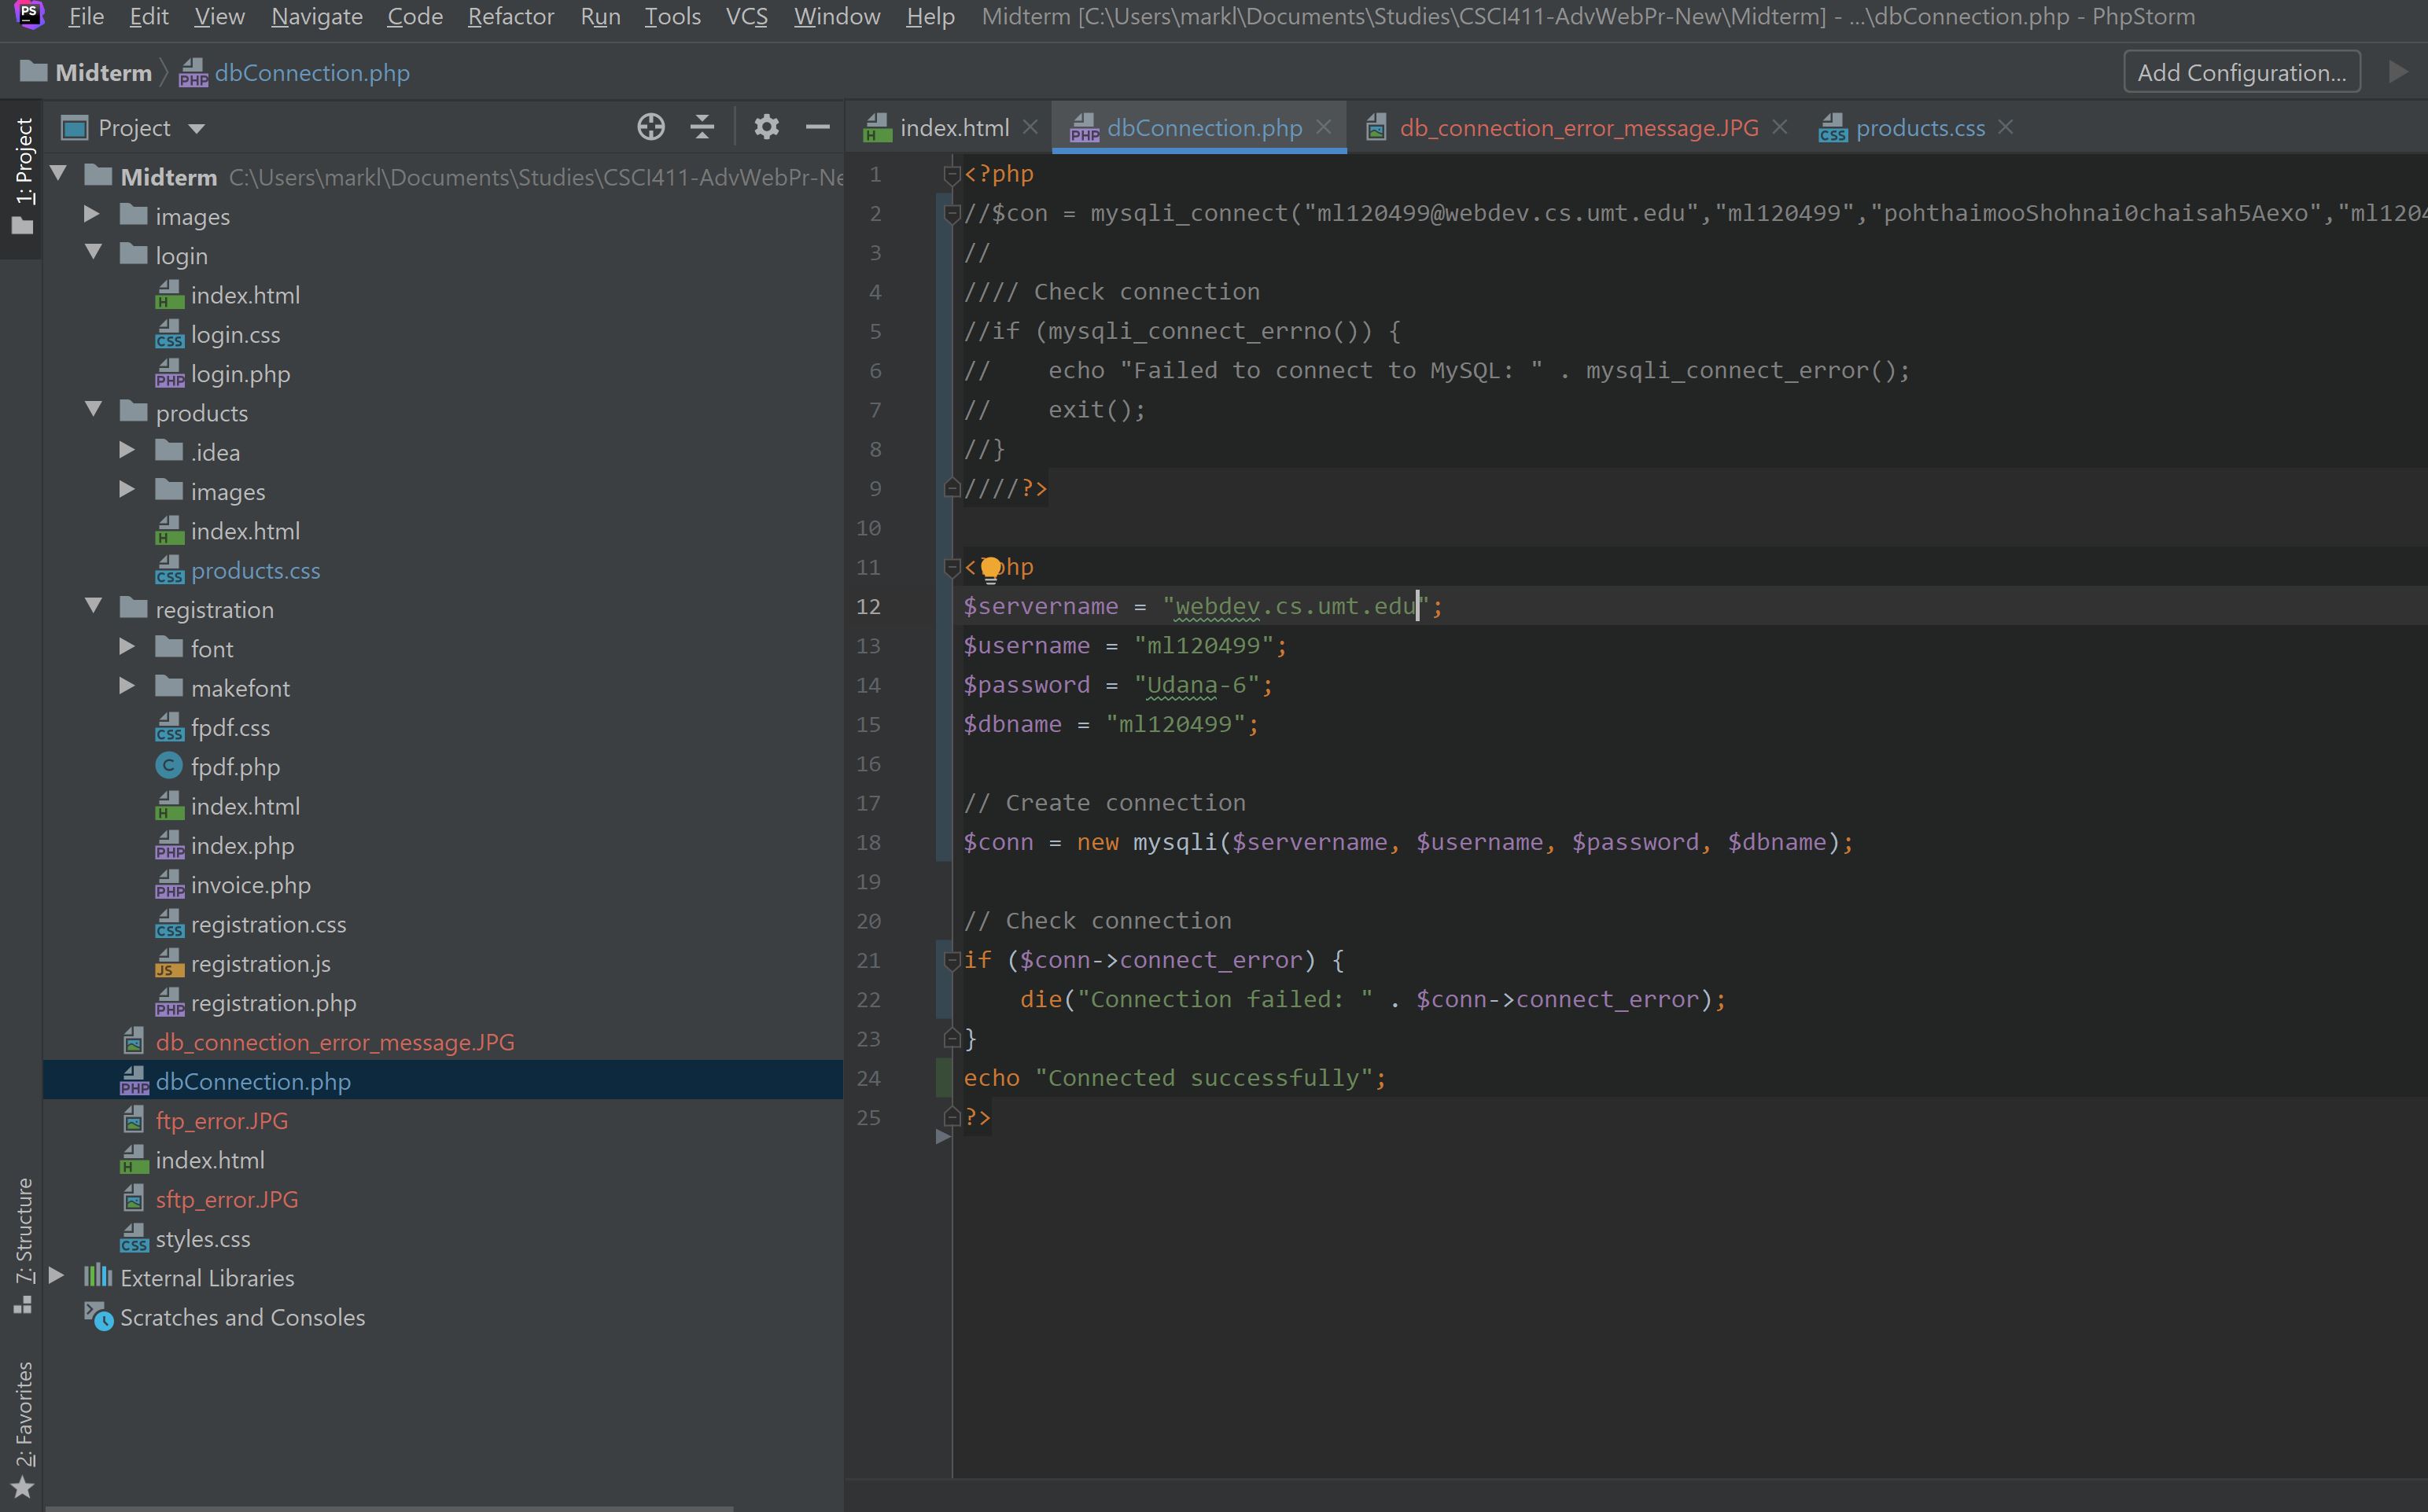 PS File Edit View Navigate Code Refactor Run Tools VCS Window Help Midterm [C:\Users\markl\Documents\Studies\CSCI411-AdvWebPr-New\Midterm] - ...\dbConnection.php - PhpStorm
Midterm dbConnection.php Add Configuration...
1: Project
7: Structure
2: Favorites
Project
Midterm C:\Users\markl\Documents\Studies\CSCI411-AdvWebPr-Ne
images
login
index.html
login.css
login.php
products
.idea
images
index.html
products.css
registration
font
makefont
fpdf.css
fpdf.php
index.html
index.php
invoice.php
registration.css
registration.js
registration.php
db_connection_error_message.JPG
dbConnection.php
ftp_error.JPG
index.html
sftp_error.JPG
styles.css
External Libraries
Scratches and Consoles
index.html dbConnection.php db_connection_error_message.JPG products.css
1 <?php
2 //$con = mysqli_connect("ml120499@webdev.cs.umt.edu","ml120499","pohthaimooShohnai0chaisah5Aexo","ml1204
3 //
4 //// Check connection
5 //if (mysqli_connect_errno()) {
6 //    echo "Failed to connect to MySQL: " . mysqli_connect_error();
7 //    exit();
8 //}
9 ////?>
10
11 <?php
12 $servername = "webdev.cs.umt.edu";
13 $username = "ml120499";
14 $password = "Udana-6";
15 $dbname = "ml120499";
16
17 // Create connection
18 $conn = new mysqli($servername, $username, $password, $dbname);
19
20 // Check connection
21 if ($conn->connect_error) {
22     die("Connection failed: " . $conn->connect_error);
23 }
24 echo "Connected successfully";
25 ?>